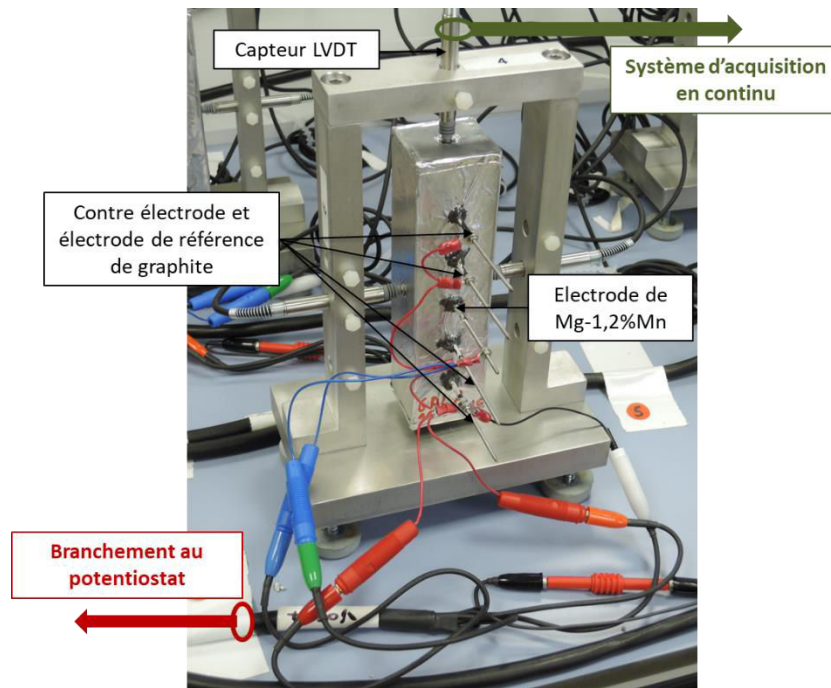 Capteur LVDT
Système d'acquisition
en continu
Contre électrode et
électrode de référence
de graphite
Electrode de
Mg-1,2%Mn
Branchement au
potentiostat
4
5